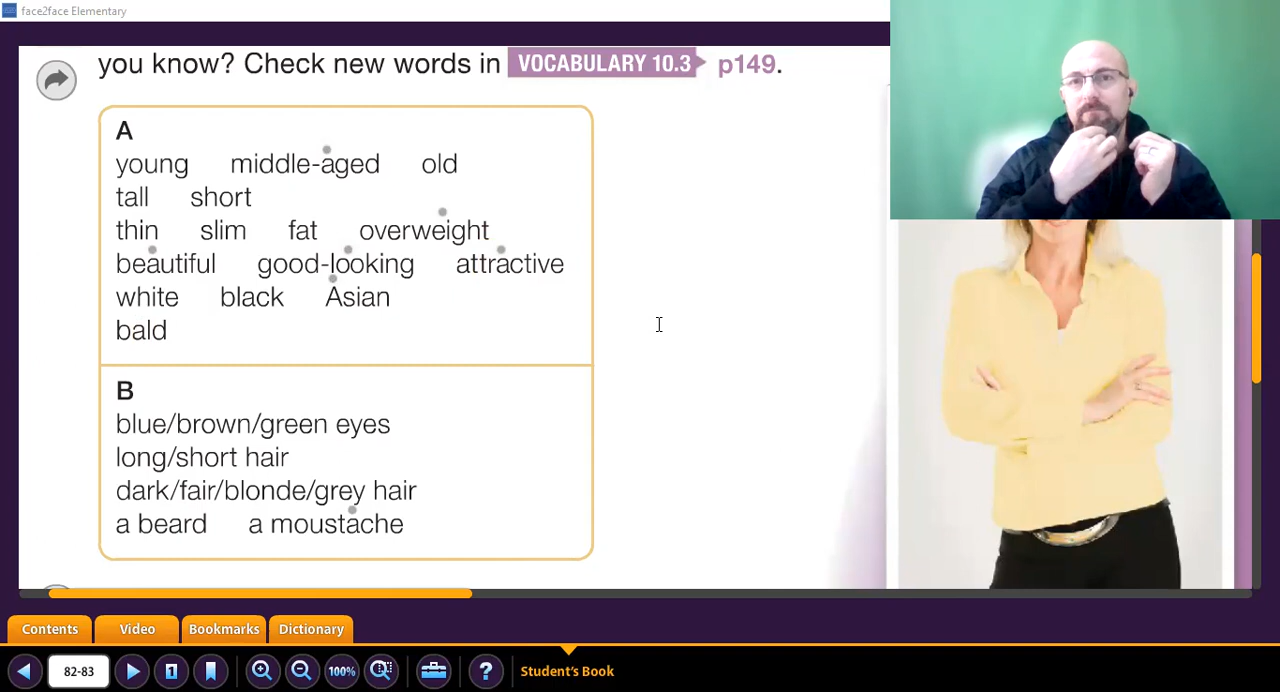 face2face Elementary
you know? Check new words in VOCABULARY 10.3 p149.
A
young middle-aged old
tall short
thin slim fat overweight
beautiful good-looking attractive
white black Asian
bald
B
blue/brown/green eyes
long/short hair
dark/fair/blonde/grey hair
a beard a moustache
Contents Video Bookmarks Dictionary
82-83 1 100% ? Student's Book